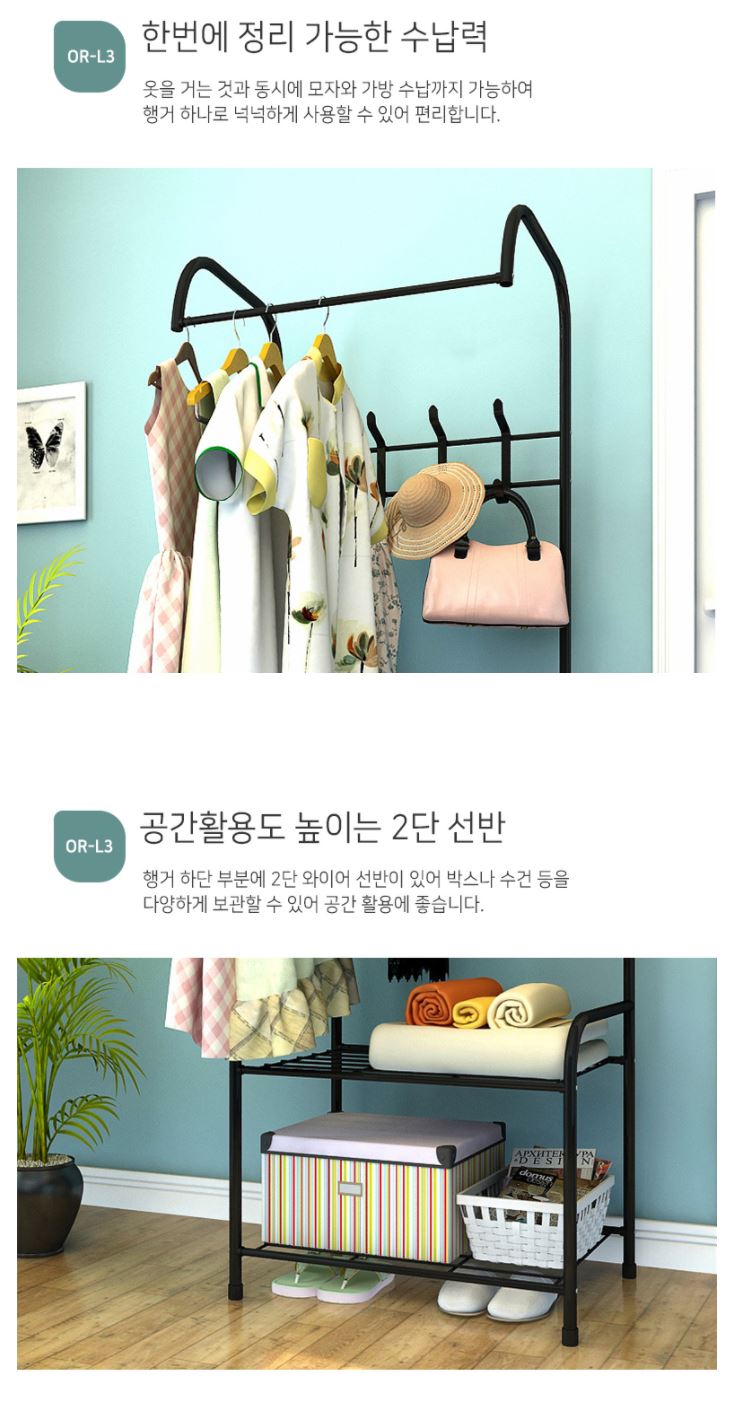 OR-L3
한번에 정리 가능한 수납력
옷을 거는 것과 동시에 모자와 가방 수납까지 가능하여
행거 하나로 넉넉하게 사용할 수 있어 편리합니다.
OR-L3
공간활용도 높이는 2단 선반
행거 하단 부분에 2단 와이어 선반이 있어 박스나 수건 등을
다양하게 보관할 수 있어 공간 활용에 좋습니다.
АРХИТЕКТУРА
DESIGN
domus